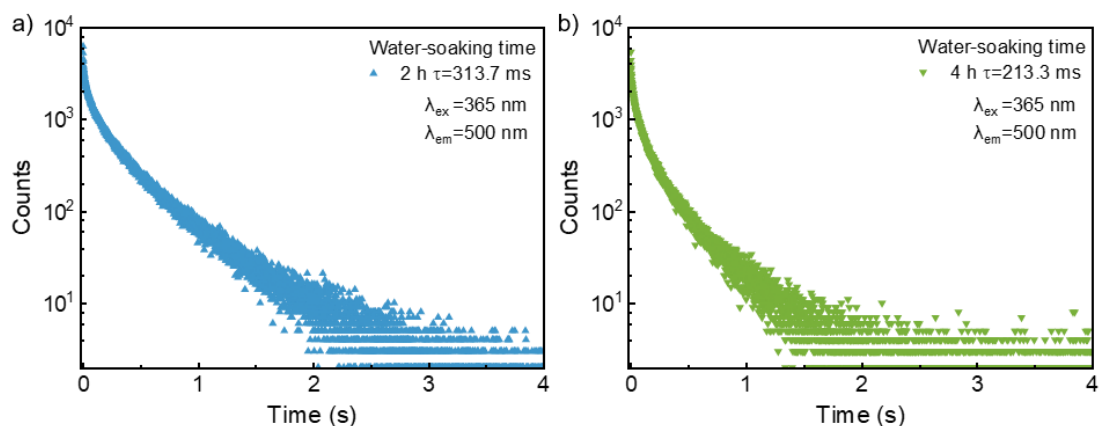 a)
10⁴
10³
10²
10¹
Counts
Water-soaking time
2 h τ=313.7 ms
λex=365 nm
λem=500 nm
0 1 2 3 4
Time (s)
b)
10⁴
10³
10²
10¹
Counts
Water-soaking time
4 h τ=213.3 ms
λex=365 nm
λem=500 nm
0 1 2 3 4
Time (s)